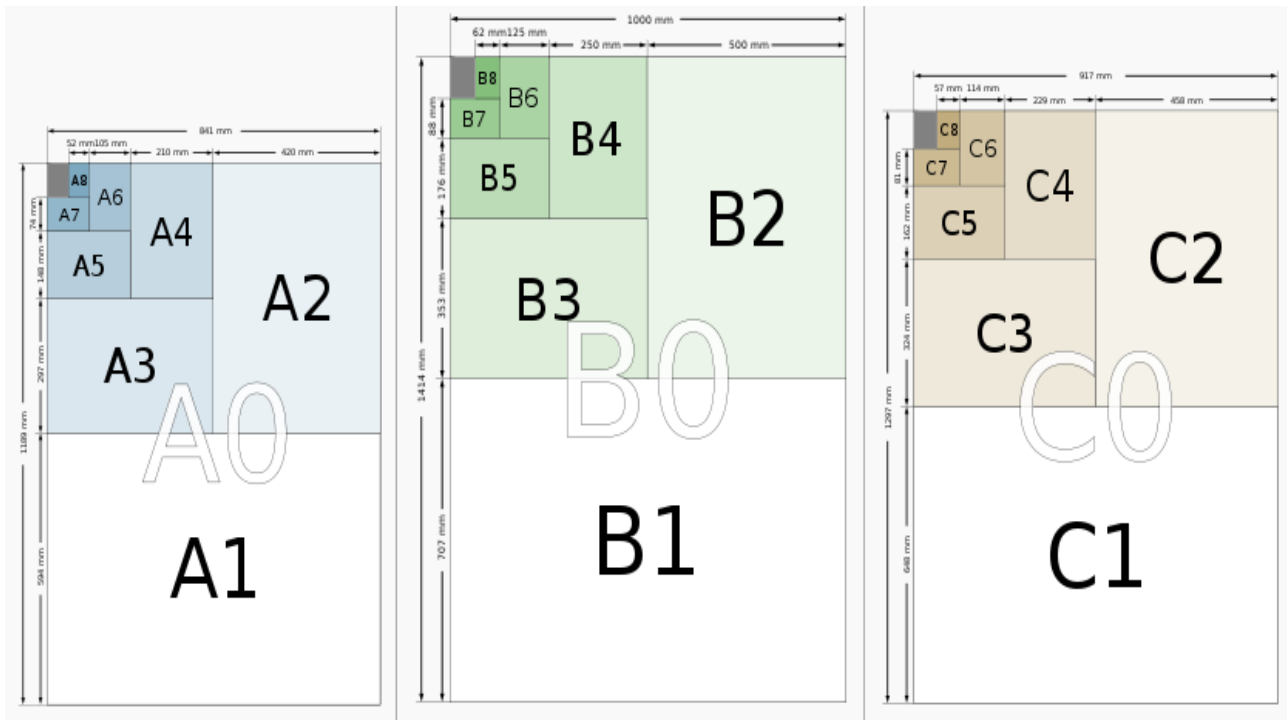 841 mm
52 mm
105 mm
210 mm
420 mm
1189 mm
74 mm
148 mm
297 mm
594 mm
A8
A7
A6
A5
A4
A3
A2
A0
A1
1000 mm
62 mm
125 mm
250 mm
500 mm
1414 mm
88 mm
176 mm
353 mm
707 mm
B8
B7
B6
B5
B4
B3
B2
B0
B1
917 mm
57 mm
114 mm
229 mm
458 mm
1297 mm
81 mm
162 mm
324 mm
648 mm
C8
C7
C6
C5
C4
C3
C2
C0
C1